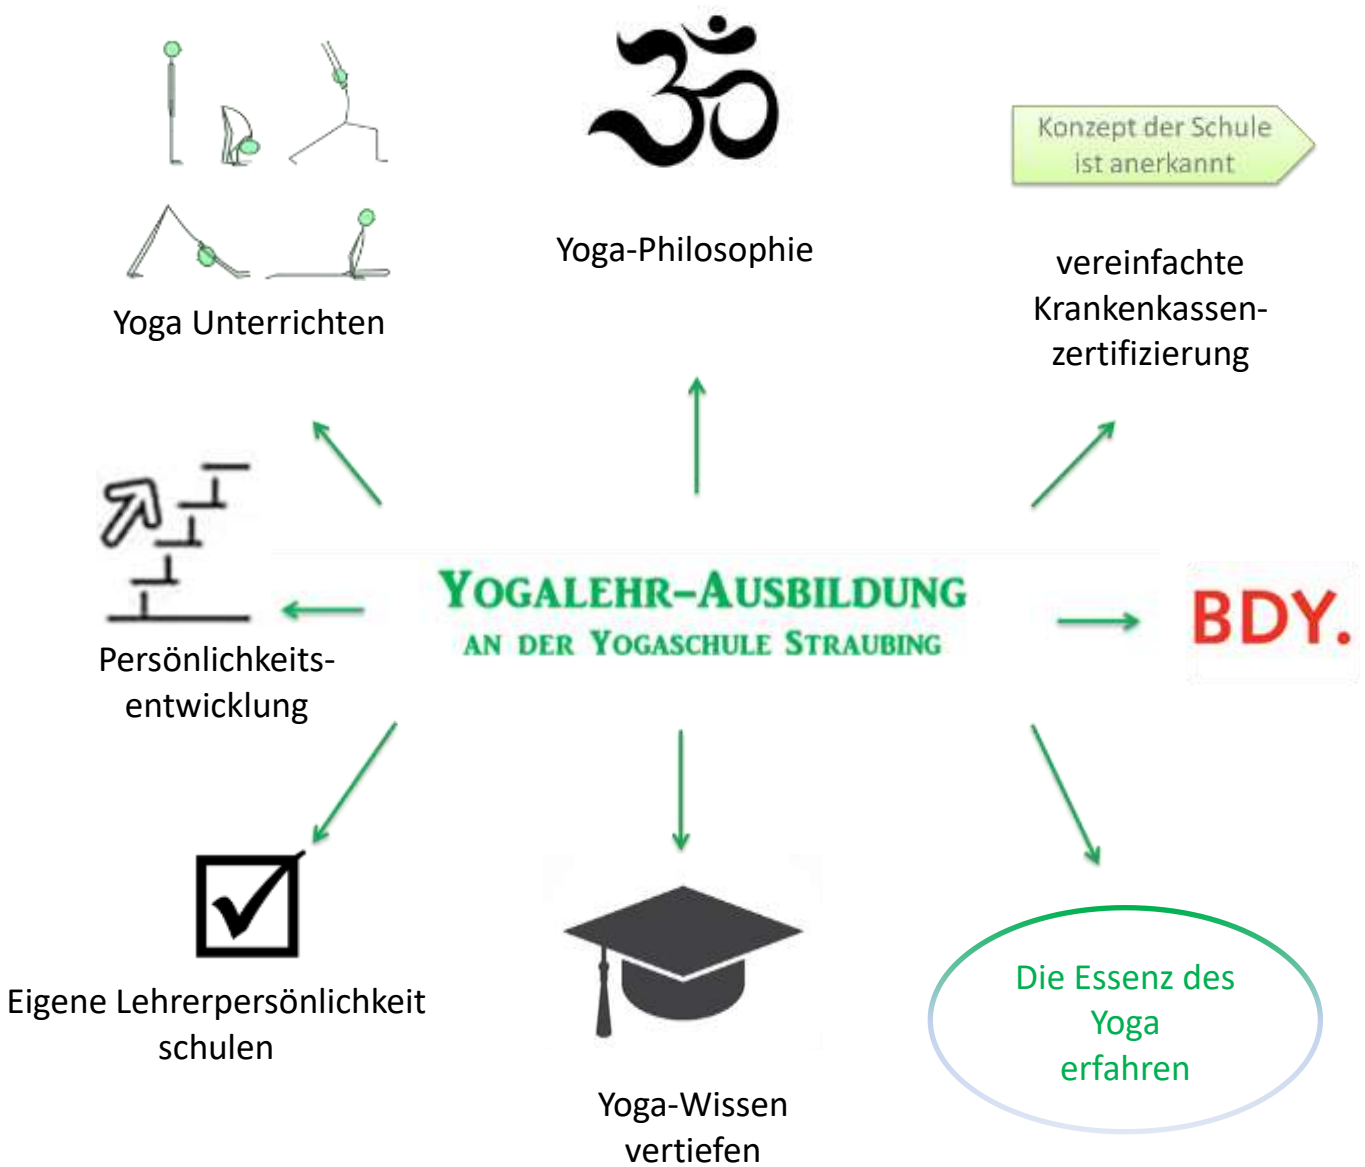 Konzept der Schule
ist anerkannt
Yoga-Philosophie
vereinfachte
Krankenkassen-
zertifizierung
Yoga Unterrichten
YOGALEHR-AUSBILDUNG
AN DER YOGASCHULE STRAUBING
BDY.
Persönlichkeits-
entwicklung
Eigene Lehrerpersönlichkeit
schulen
Yoga-Wissen
vertiefen
Die Essenz des
Yoga
erfahren
ॐ